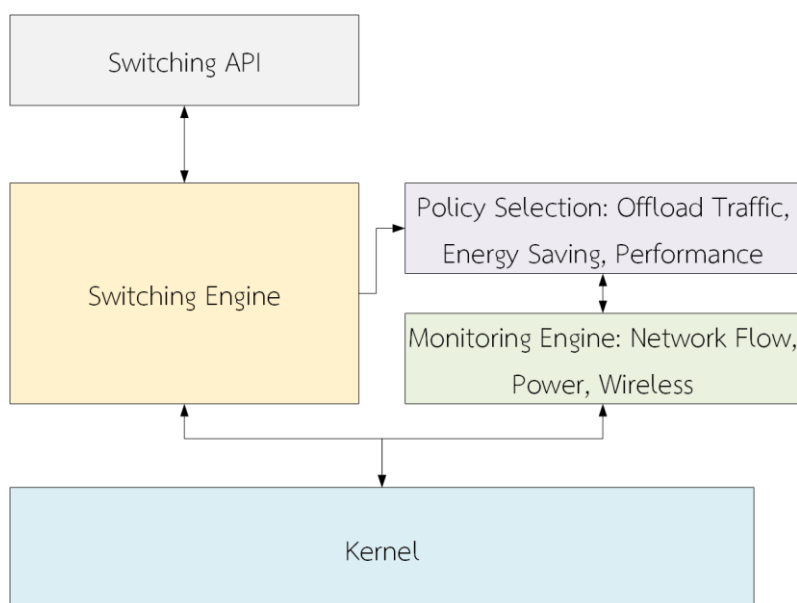 Switching API
Switching Engine
Policy Selection: Offload Traffic,
Energy Saving, Performance
Monitoring Engine: Network Flow,
Power, Wireless
Kernel